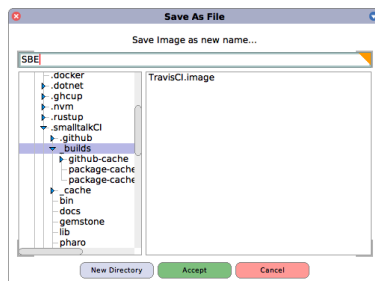 Save As File
Save Image as new name...
SBE
.docker
.dotnet
.ghcup
.nvm
.rustup
.smalltalkCI
.github
_builds
github-cache
package-cache
package-cache
_cache
bin
docs
gemstone
lib
pharo
TravisCI.image
New Directory
Accept
Cancel